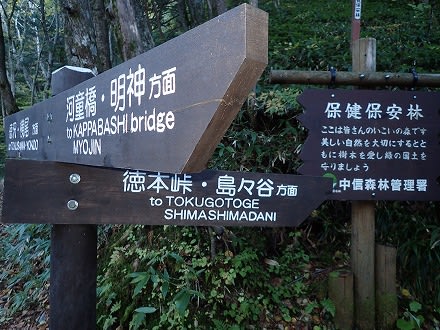 河童橋・明神 方面
to KAPPABASHI bridge
MYOJIN
徳本峠・島々谷 方面
to TOKUGOTOGE
SHIMASHIMADANI
保健保安林
ここは皆さんのいこいの森です
美しい自然を大切にするとと
もに樹木を愛し緑の国土を
守りましょう
中信森林管理署